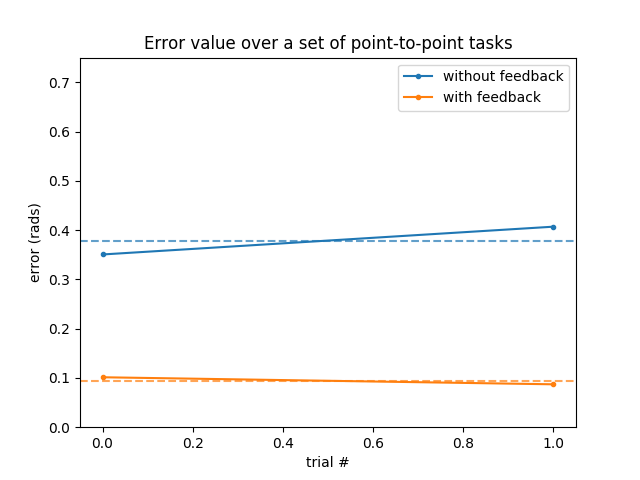 Error value over a set of point-to-point tasks
without feedback
with feedback
error (rads)
0.7
0.6
0.5
0.4
0.3
0.2
0.1
0.0
0.0 0.2 0.4 0.6 0.8 1.0
trial #